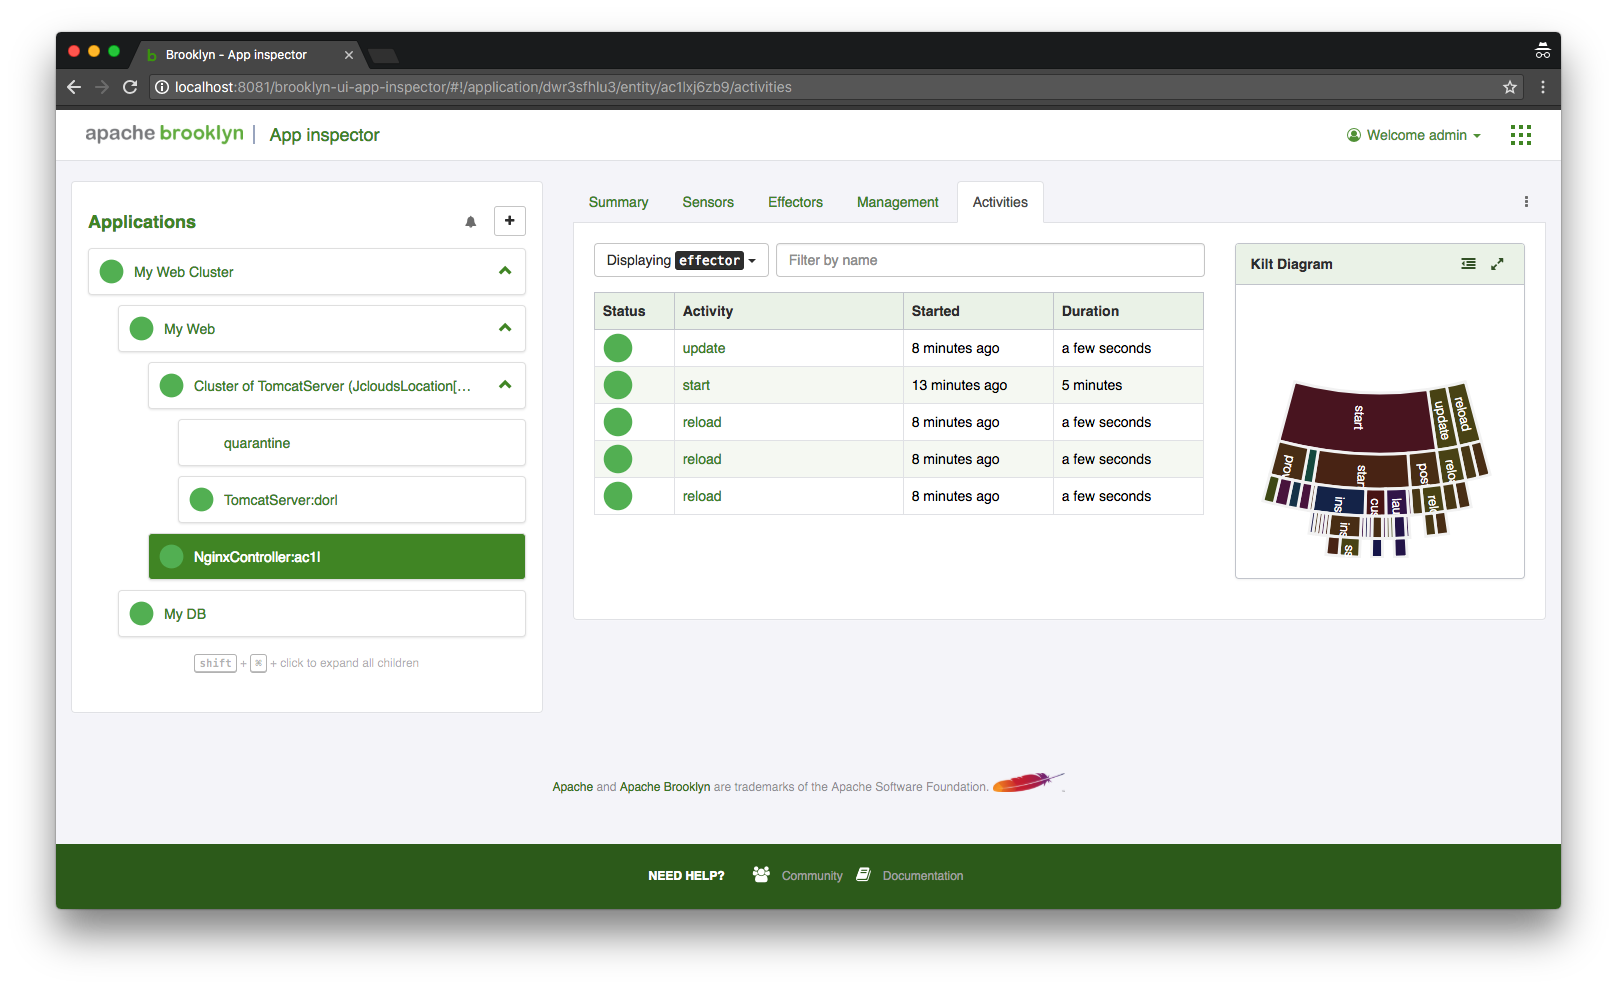 Brooklyn - App inspector
localhost:8081/brooklyn-ui-app-inspector/#!/application/dwr3sfhlu3/entity/ac1lxj6zb9/activities
apache brooklyn | App inspector
Welcome admin
Applications
+
My Web Cluster
My Web
Cluster of TomcatServer (JcloudsLocation[…
quarantine
TomcatServer:dorl
NginxController:ac1l
My DB
shift + ⌘ + click to expand all children
Summary Sensors Effectors Management Activities
Displaying effector
Filter by name
Status Activity Started Duration
update 8 minutes ago a few seconds
start 13 minutes ago 5 minutes
reload 8 minutes ago a few seconds
reload 8 minutes ago a few seconds
reload 8 minutes ago a few seconds
Kilt Diagram
start
update
reload
prov
star
pos
relo
ins
cus
lau
relo
ins
ss
Apache and Apache Brooklyn are trademarks of the Apache Software Foundation.
NEED HELP? Community Documentation